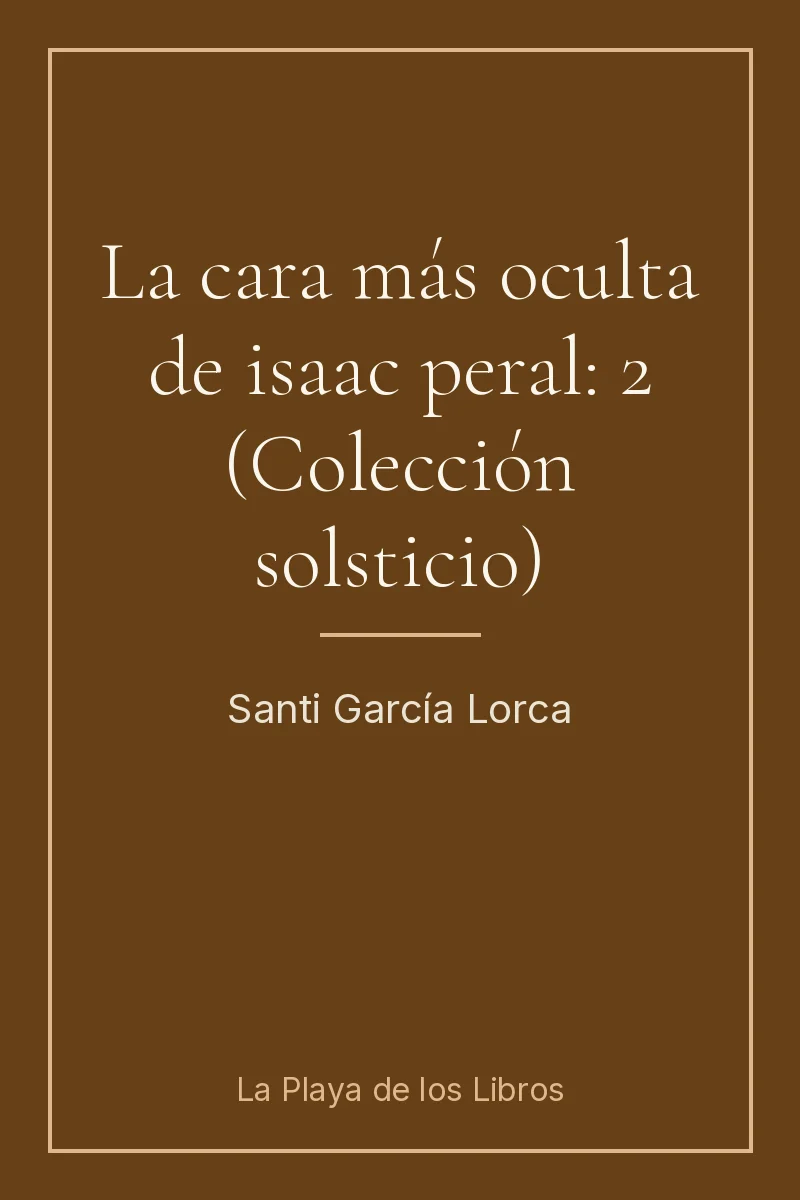 La cara más oculta
de isaac peral: 2
(Colección
solsticio)
Santi García Lorca
La Playa de los Libros